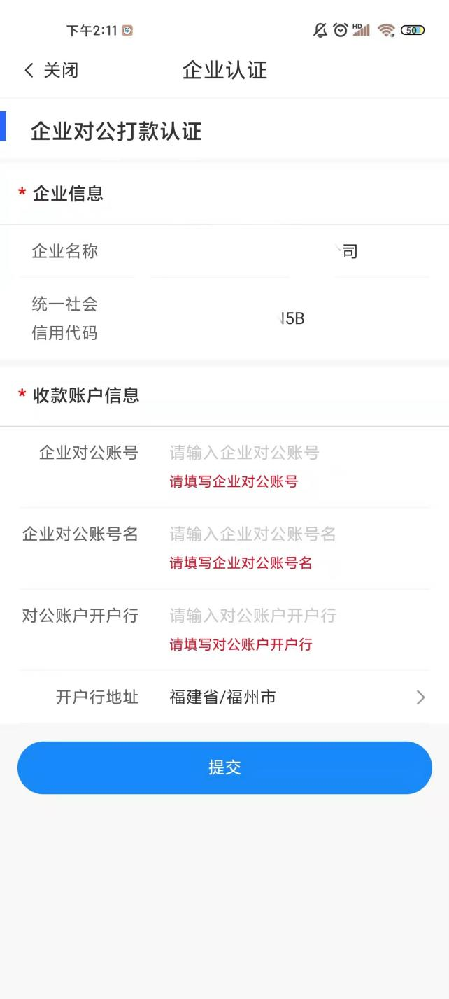 下午2:11
HD
50
关闭
企业认证
企业对公打款认证
* 企业信息
企业名称 司
统一社会
信用代码
5B
* 收款账户信息
企业对公账号 请输入企业对公账号
请填写企业对公账号
企业对公账号名 请输入企业对公账号名
请填写企业对公账号名
对公账户开户行 请输入对公账户开户行
请填写对公账户开户行
开户行地址 福建省/福州市
提交